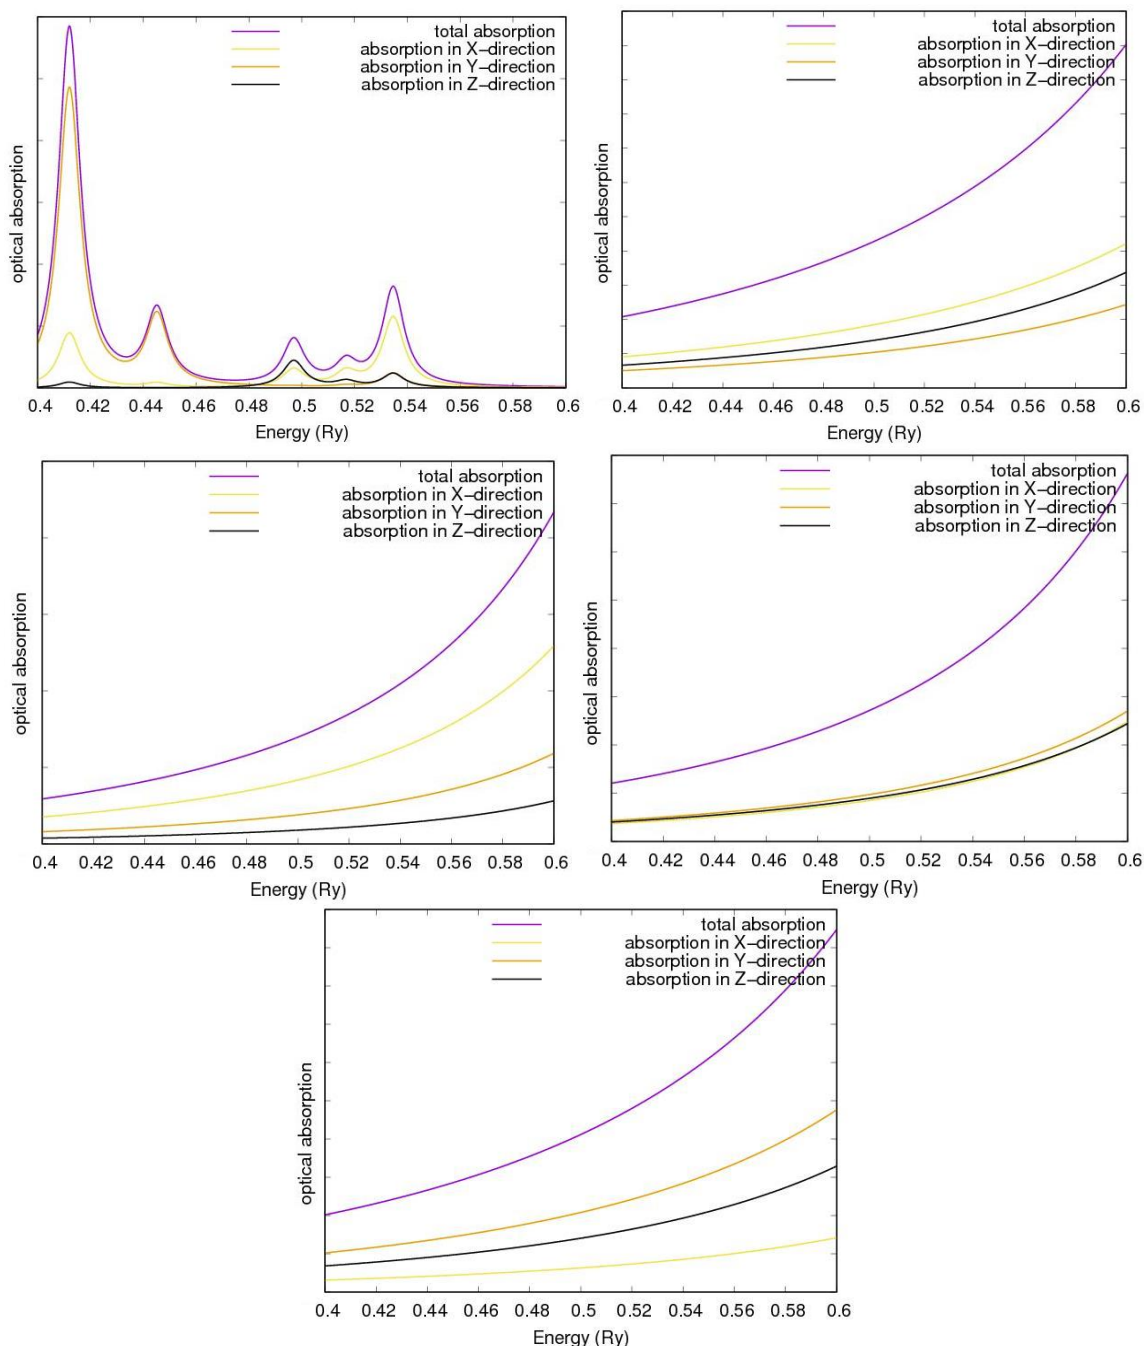 total absorption
absorption in X-direction
absorption in Y-direction
absorption in Z-direction
optical absorption
0.4 0.42 0.44 0.46 0.48 0.5 0.52 0.54 0.56 0.58 0.6
Energy (Ry)
total absorption
absorption in X-direction
absorption in Y-direction
absorption in Z-direction
optical absorption
0.4 0.42 0.44 0.46 0.48 0.5 0.52 0.54 0.56 0.58 0.6
Energy (Ry)
total absorption
absorption in X-direction
absorption in Y-direction
absorption in Z-direction
optical absorption
0.4 0.42 0.44 0.46 0.48 0.5 0.52 0.54 0.56 0.58 0.6
Energy (Ry)
total absorption
absorption in X-direction
absorption in Y-direction
absorption in Z-direction
optical absorption
0.4 0.42 0.44 0.46 0.48 0.5 0.52 0.54 0.56 0.58 0.6
Energy (Ry)
total absorption
absorption in X-direction
absorption in Y-direction
absorption in Z-direction
optical absorption
0.4 0.42 0.44 0.46 0.48 0.5 0.52 0.54 0.56 0.58 0.6
Energy (Ry)